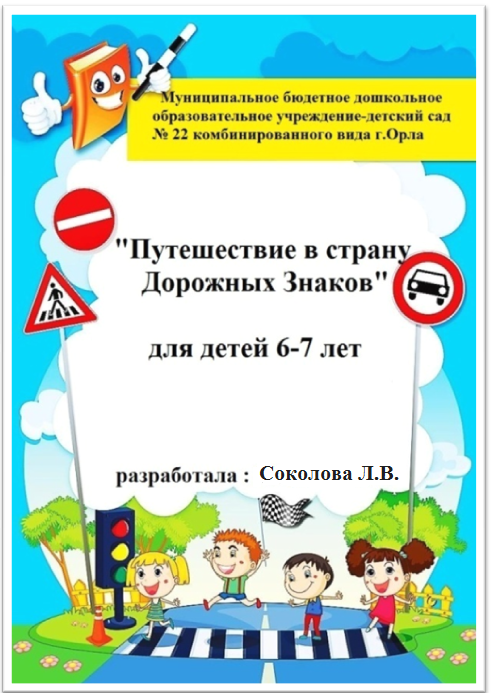 Муниципальное бюджетное дошкольное
образовательное учреждение-детский сад
№ 22 комбинированного вида г.Орла
"Путешествие в страну
Дорожных Знаков"
для детей 6-7 лет
разработала : Соколова Л.В.